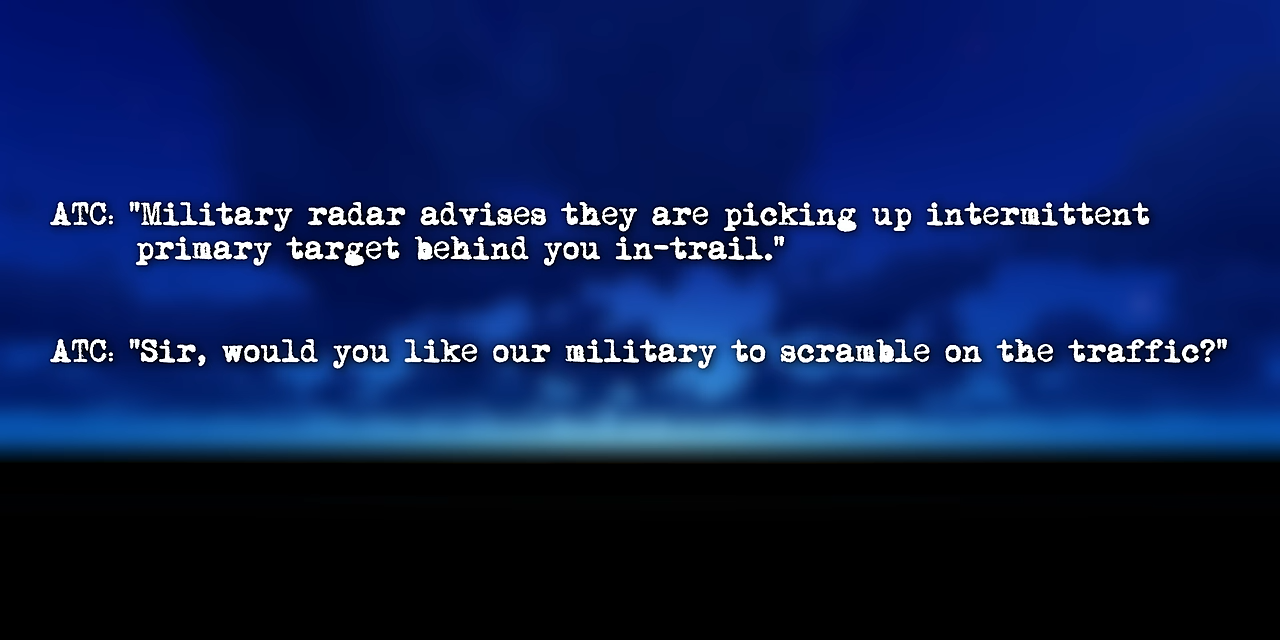 ATC: "Military radar advises they are picking up intermittent
primary target behind you in-trail."
ATC: "Sir, would you like our military to scramble on the traffic?"